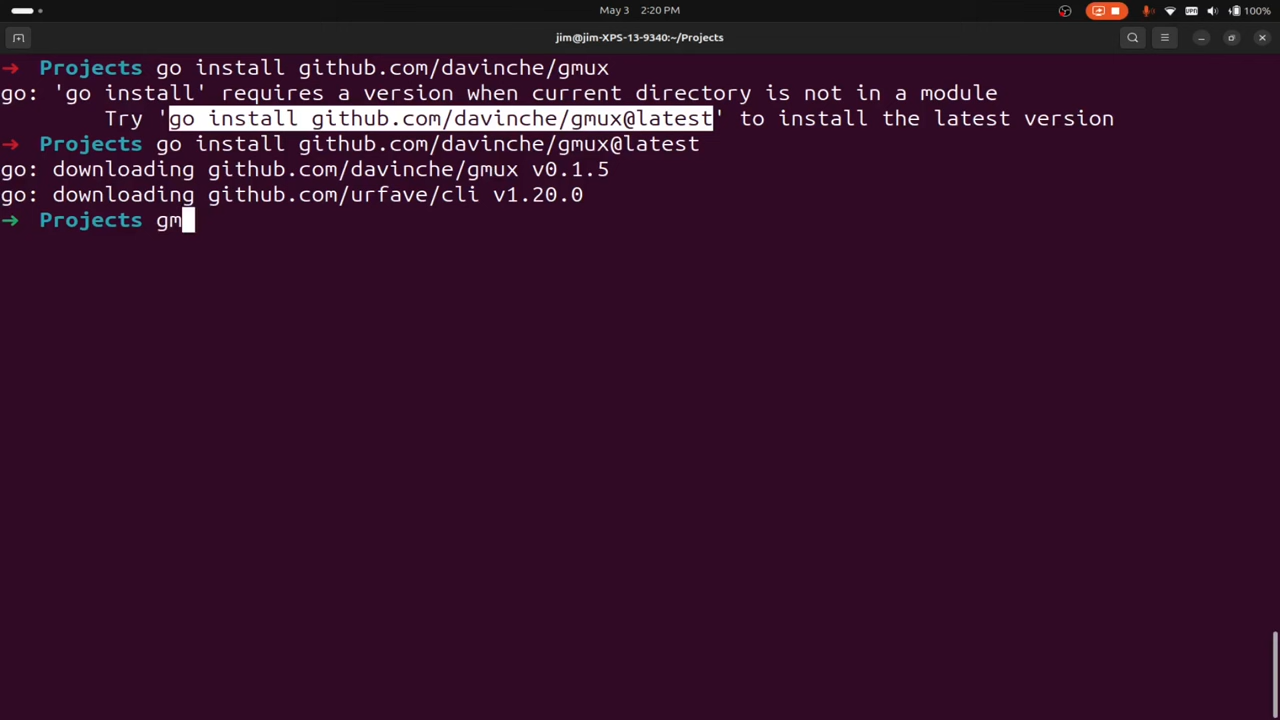 May 3 2:20 PM
100%
jim@jim-XPS-13-9340:~/Projects
➜ Projects go install github.com/davinche/gmux
go: 'go install' requires a version when current directory is not in a module
Try 'go install github.com/davinche/gmux@latest' to install the latest version
➜ Projects go install github.com/davinche/gmux@latest
go: downloading github.com/davinche/gmux v0.1.5
go: downloading github.com/urfave/cli v1.20.0
➜ Projects gm